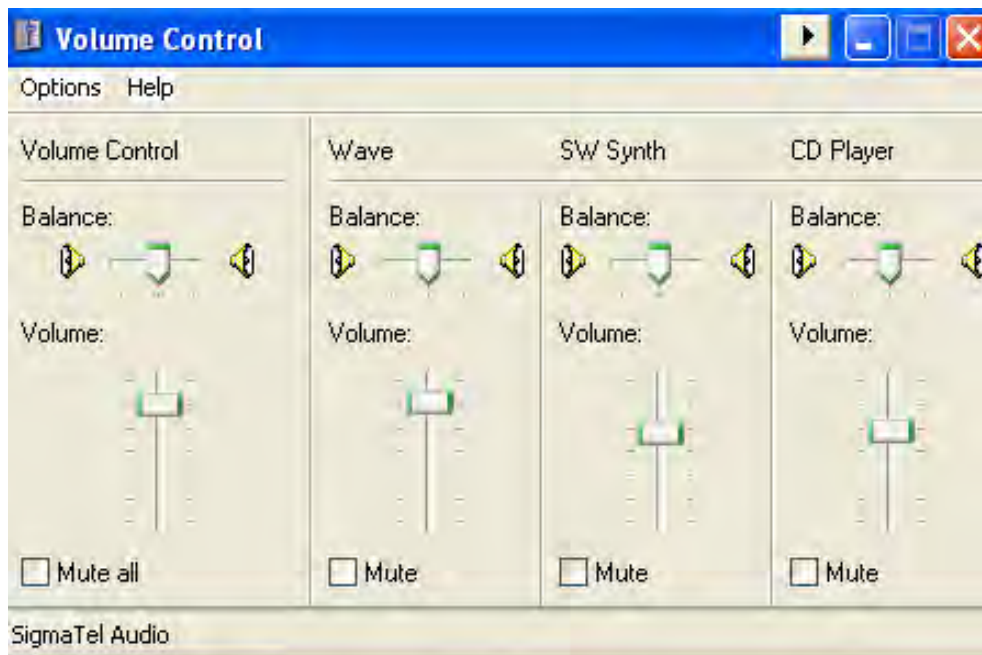 Volume Control
Options Help
Volume Control Wave SW Synth CD Player
Balance: Balance: Balance: Balance:
Volume: Volume: Volume: Volume:
Mute all Mute Mute Mute
SigmaTel Audio